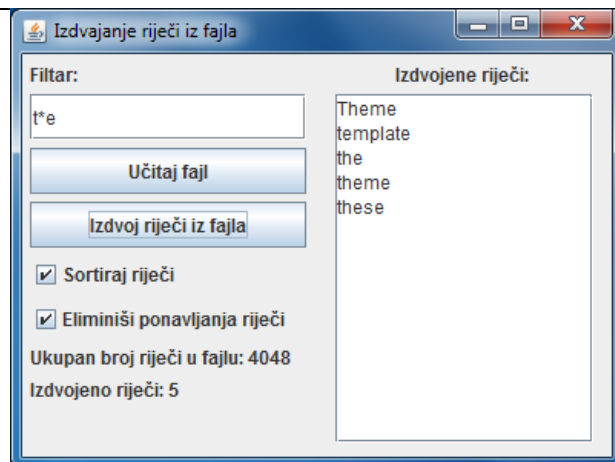 Izdvajanje riječi iz fajla
Filtar:
t*e
Učitaj fajl
Izdvoj riječi iz fajla
Sortiraj riječi
Eliminiši ponavljanja riječi
Ukupan broj riječi u fajlu: 4048
Izdvojeno riječi: 5
Izdvojene riječi:
Theme
template
the
theme
these